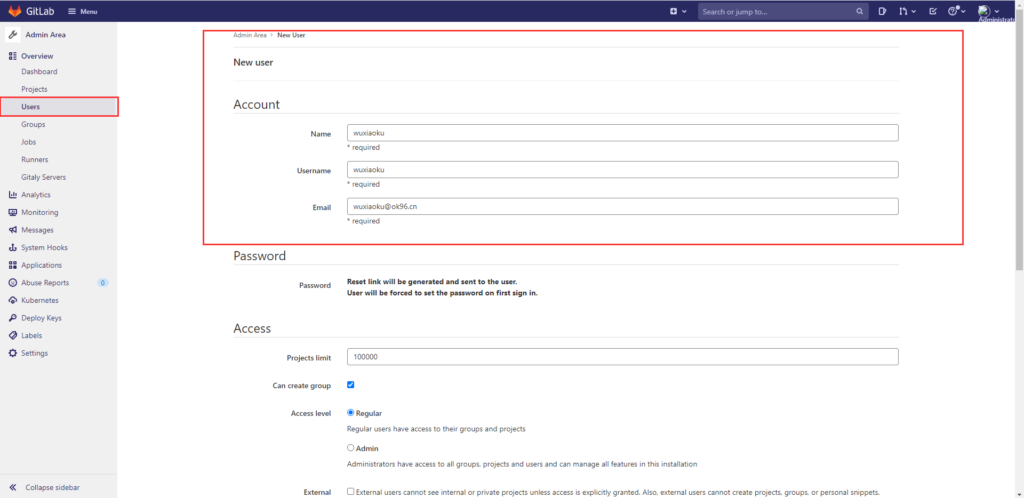 GitLab
Menu
Search or jump to...
Administrator
Admin Area
Overview
Dashboard
Projects
Users
Groups
Jobs
Runners
Gitaly Servers
Analytics
Monitoring
Messages
System Hooks
Applications
Abuse Reports 0
Kubernetes
Deploy Keys
Labels
Settings
Collapse sidebar
Admin Area > New User
New user
Account
Name wuxiaoku
* required
Username wuxiaoku
* required
Email wuxiaoku@ok96.cn
* required
Password
Password Reset link will be generated and sent to the user.
User will be forced to set the password on first sign in.
Access
Projects limit 100000
Can create group
Access level Regular
Regular users have access to their groups and projects
Admin
Administrators have access to all groups, projects and users and can manage all features in this installation
External External users cannot see internal or private projects unless access is explicitly granted. Also, external users cannot create projects, groups, or personal snippets.